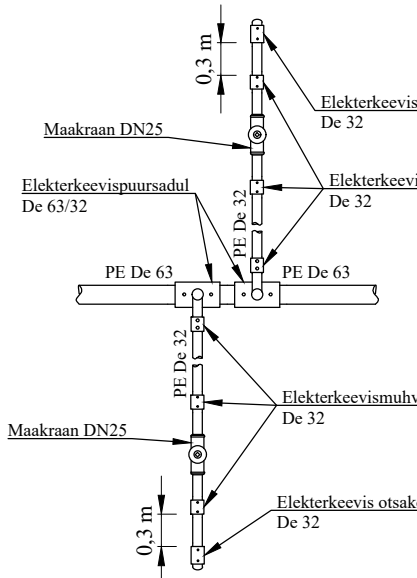 0,3 m
Elekterkeevis
De 32
Maakraan DN25
Elekterkeevispuursadul
De 63/32
Elekterkeevi
De 32
PE De 32
PE De 63
PE De 63
PE De 32
Elekterkeevismuhv
De 32
Maakraan DN25
0,3 m
Elekterkeevis otsak
De 32